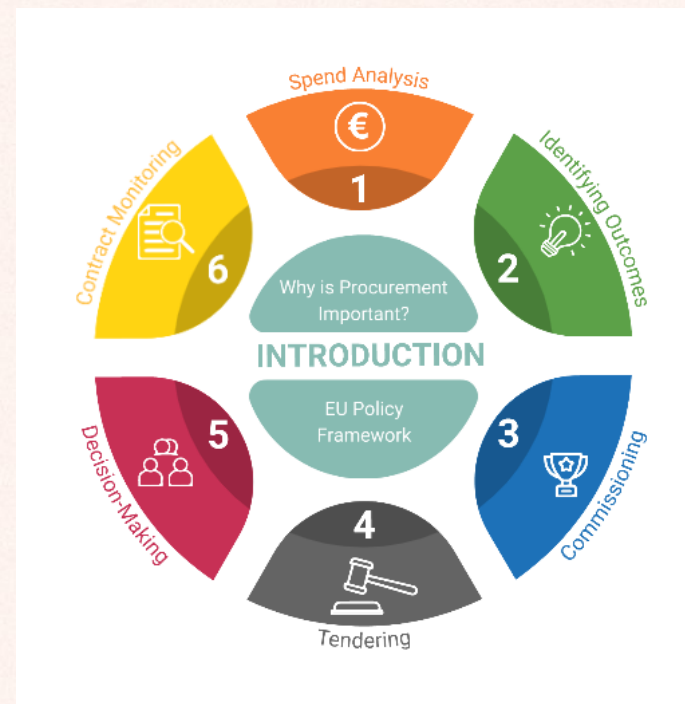 Spend Analysis
€
1
Identifying Outcomes
2
Commissioning
3
Tendering
4
Decision-Making
5
Contract Monitoring
6
Why is Procurement
Important?
INTRODUCTION
EU Policy
Framework